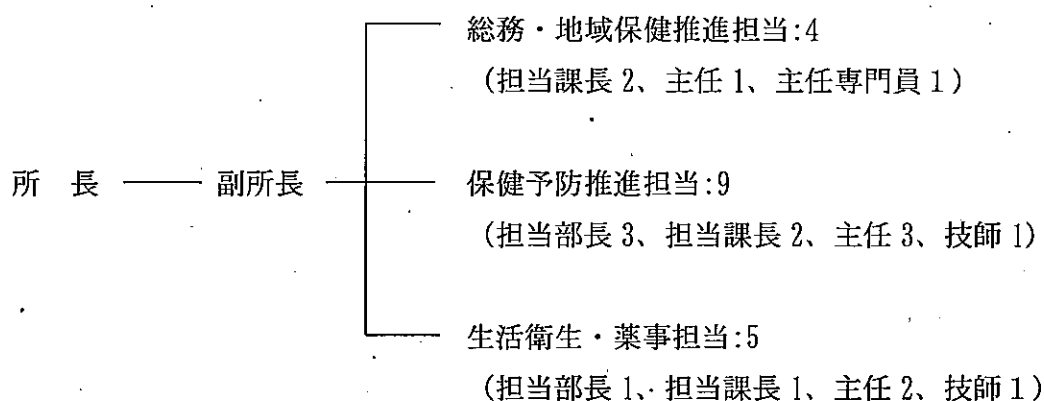 総務・地域保健推進担当:4
(担当課長 2、主任 1、主任専門員 1)
所 長 副所長 保健予防推進担当:9
(担当部長 3、担当課長 2、主任 3、技師 1)
生活衛生・薬事担当:5
(担当部長 1、担当課長 1、主任 2、技師 1)